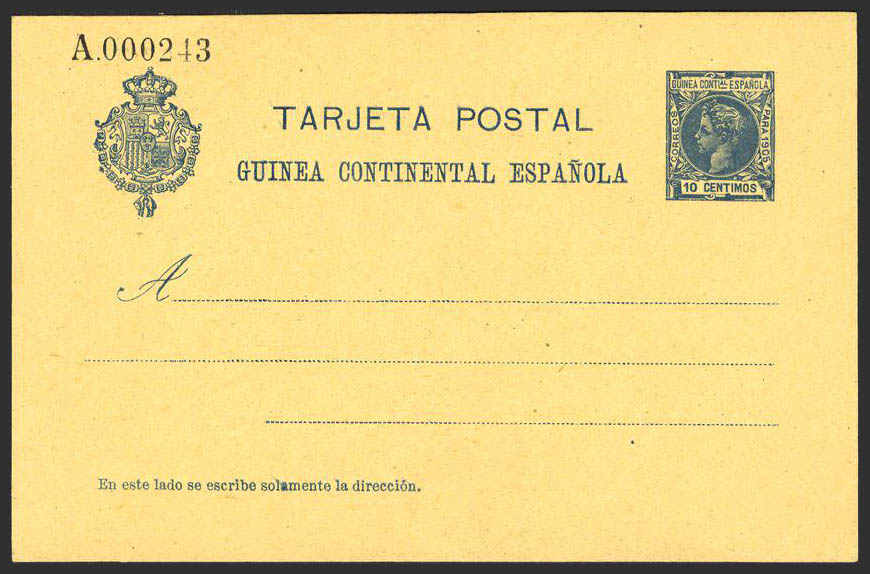 A.000243
TARJETA POSTAL
GUINEA CONTINENTAL ESPAÑOLA
GUINEA CONTIAL ESPAÑOLA
CORREOS
PARA 1905
10 CENTIMOS
A
En este lado se escribe solamente la dirección.